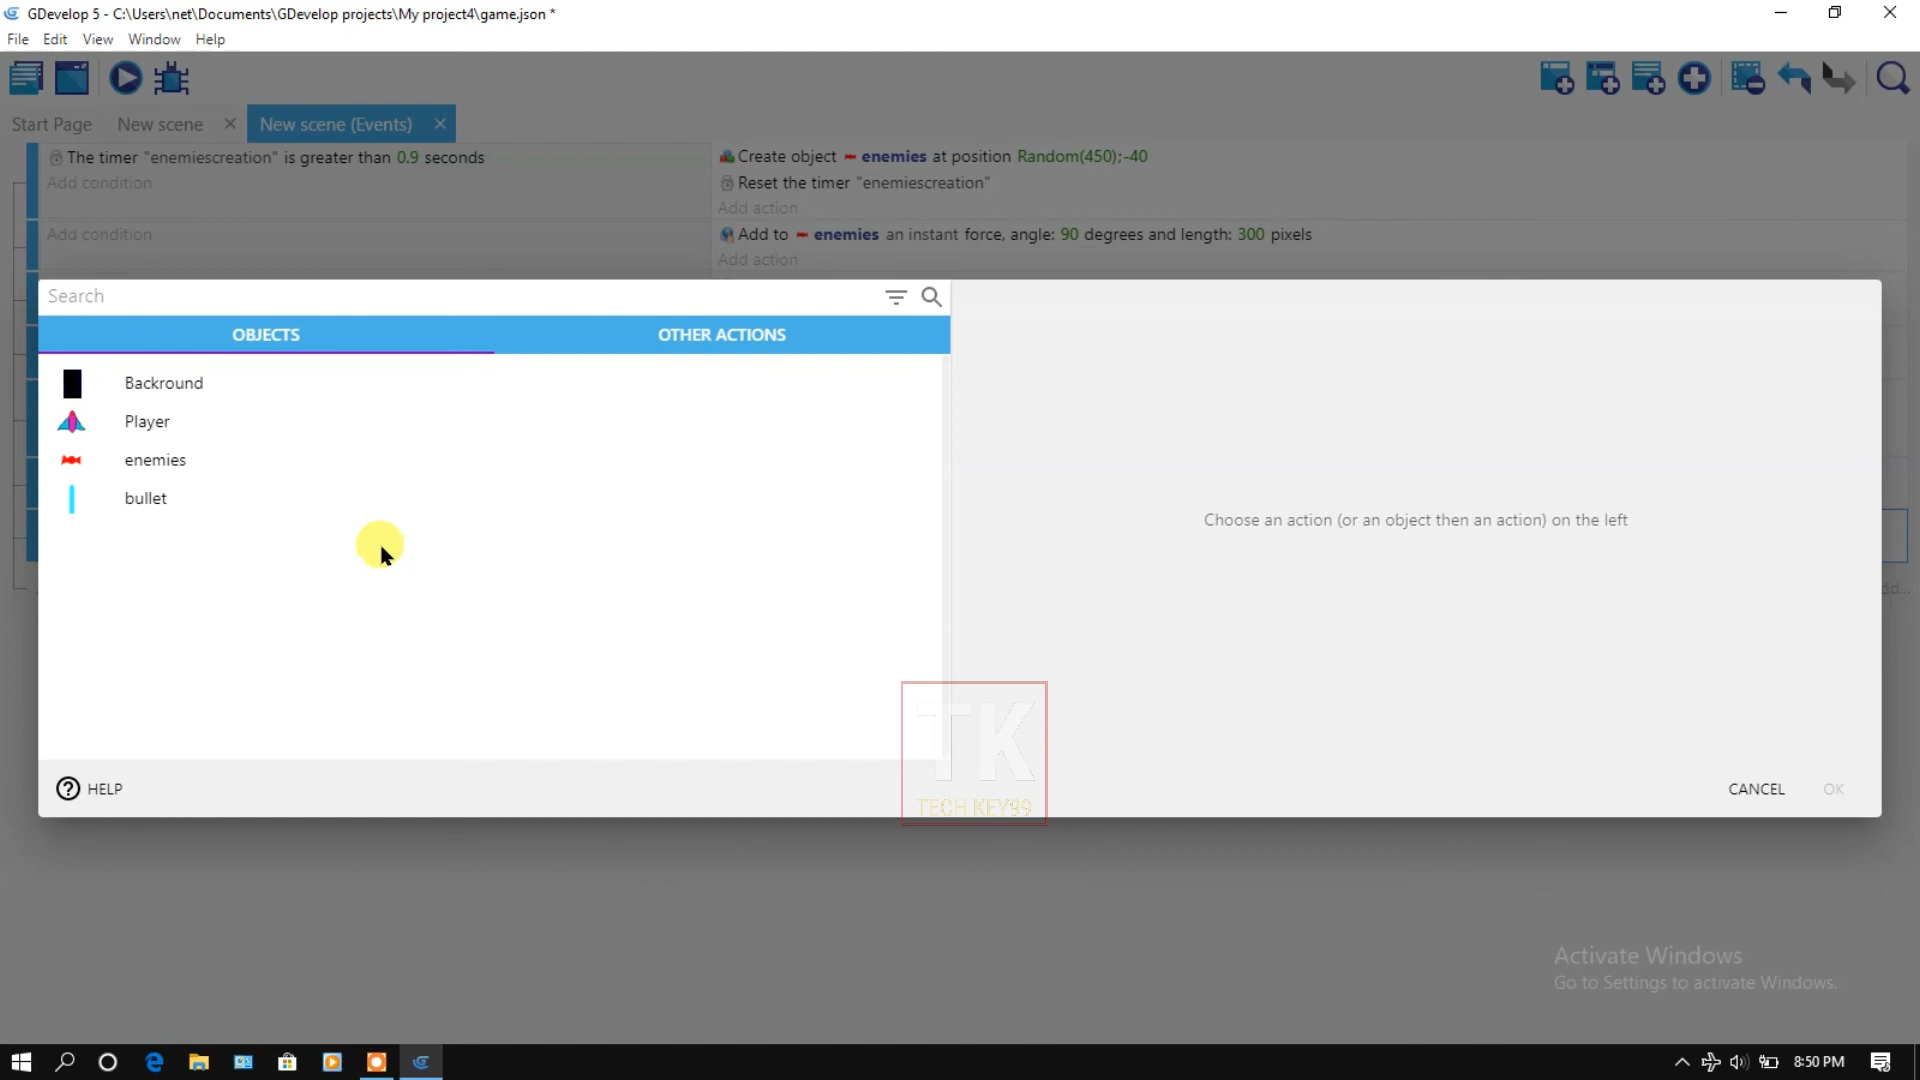 GDevelop 5 - C:\Users\net\Documents\GDevelop projects\My project4\game.json *
File Edit View Window Help
Start Page New scene New scene (Events)
The timer "enemiescreation" is greater than 0.9 seconds
Add condition
Create object enemies at position Random(450);-40
Reset the timer "enemiescreation"
Add action
Add condition
Add to enemies an instant force, angle: 90 degrees and length: 300 pixels
Add action
Search
OBJECTS OTHER ACTIONS
Backround
Player
enemies
bullet
Choose an action (or an object then an action) on the left
HELP
CANCEL OK
TK
TECH KEY99
Activate Windows
Go to Settings to activate Windows.
8:50 PM